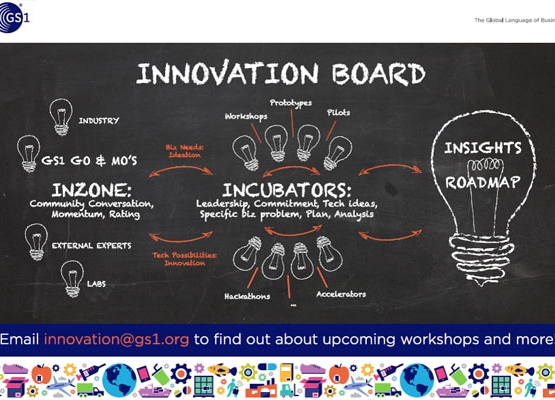 GS1
The Global Language of Busin
INNOVATION BOARD
Prototypes
Workshops
Pilots
INDUSTRY
Biz Needs:
Ideation
GS1 GO & MO'S
INSIGHTS
ROADMAP
INZONE:
Community Conversation,
Momentum, Rating
INCUBATORS:
Leadership, Commitment, Tech ideas,
Specific biz problem, Plan, Analysis
EXTERNAL EXPERTS
Tech Possibilities:
Innovation
LABS
Hackathons
...
Accelerators
Email innovation@gs1.org to find out about upcoming workshops and more